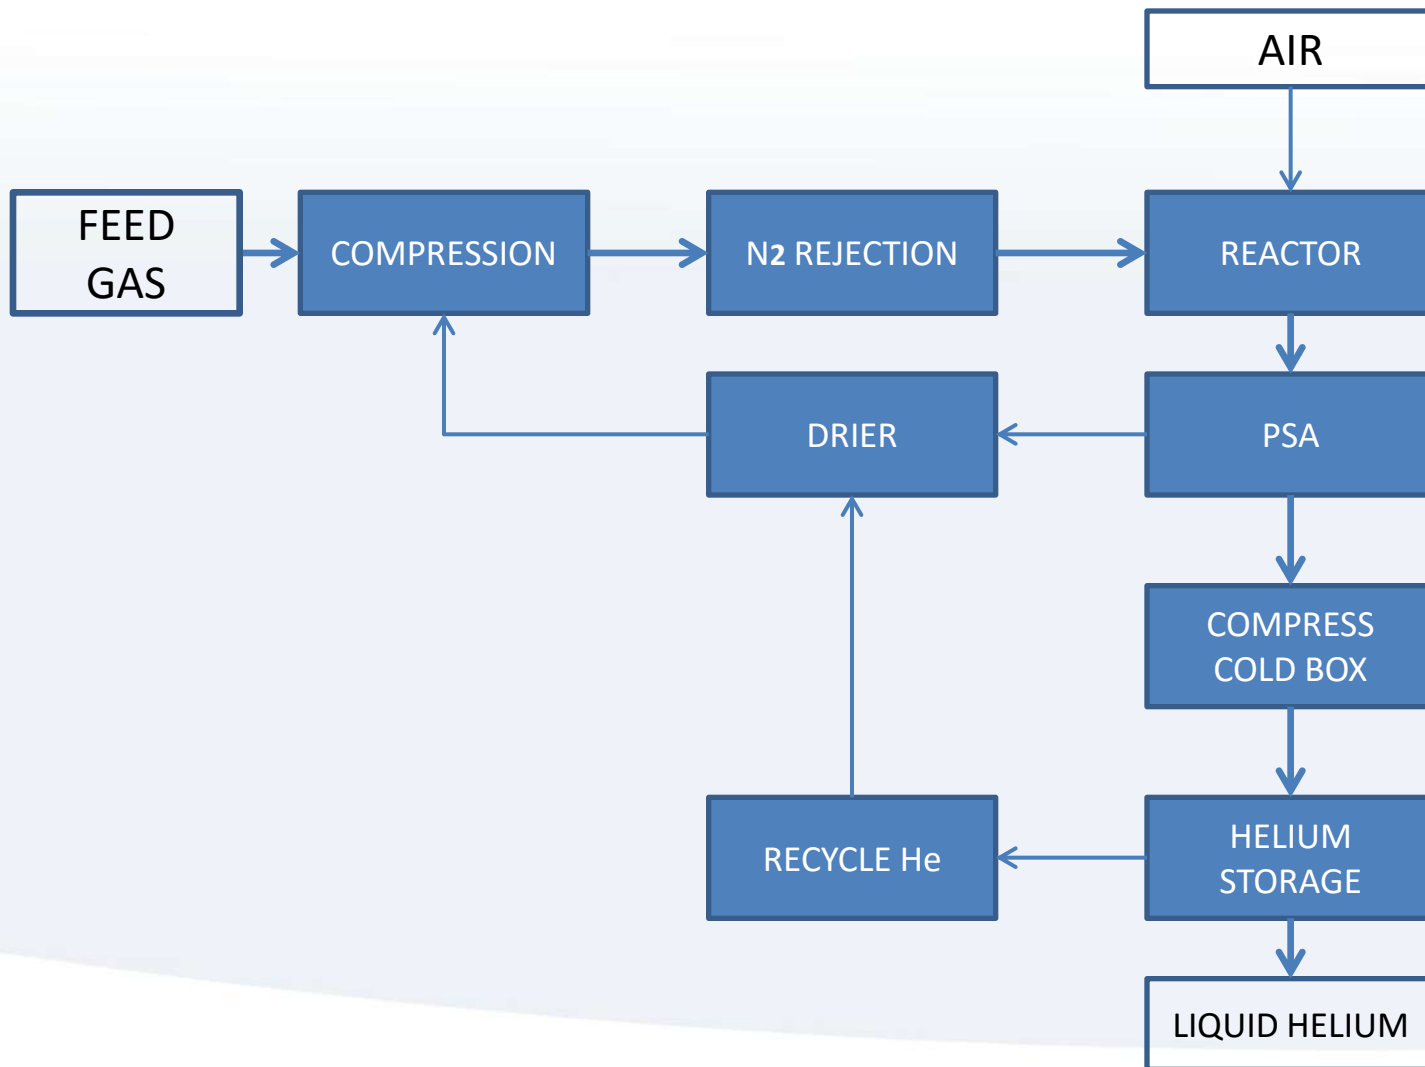 AIR
FEED
GAS
COMPRESSION
N2 REJECTION
REACTOR
DRIER
PSA
COMPRESS
COLD BOX
RECYCLE He
HELIUM
STORAGE
LIQUID HELIUM